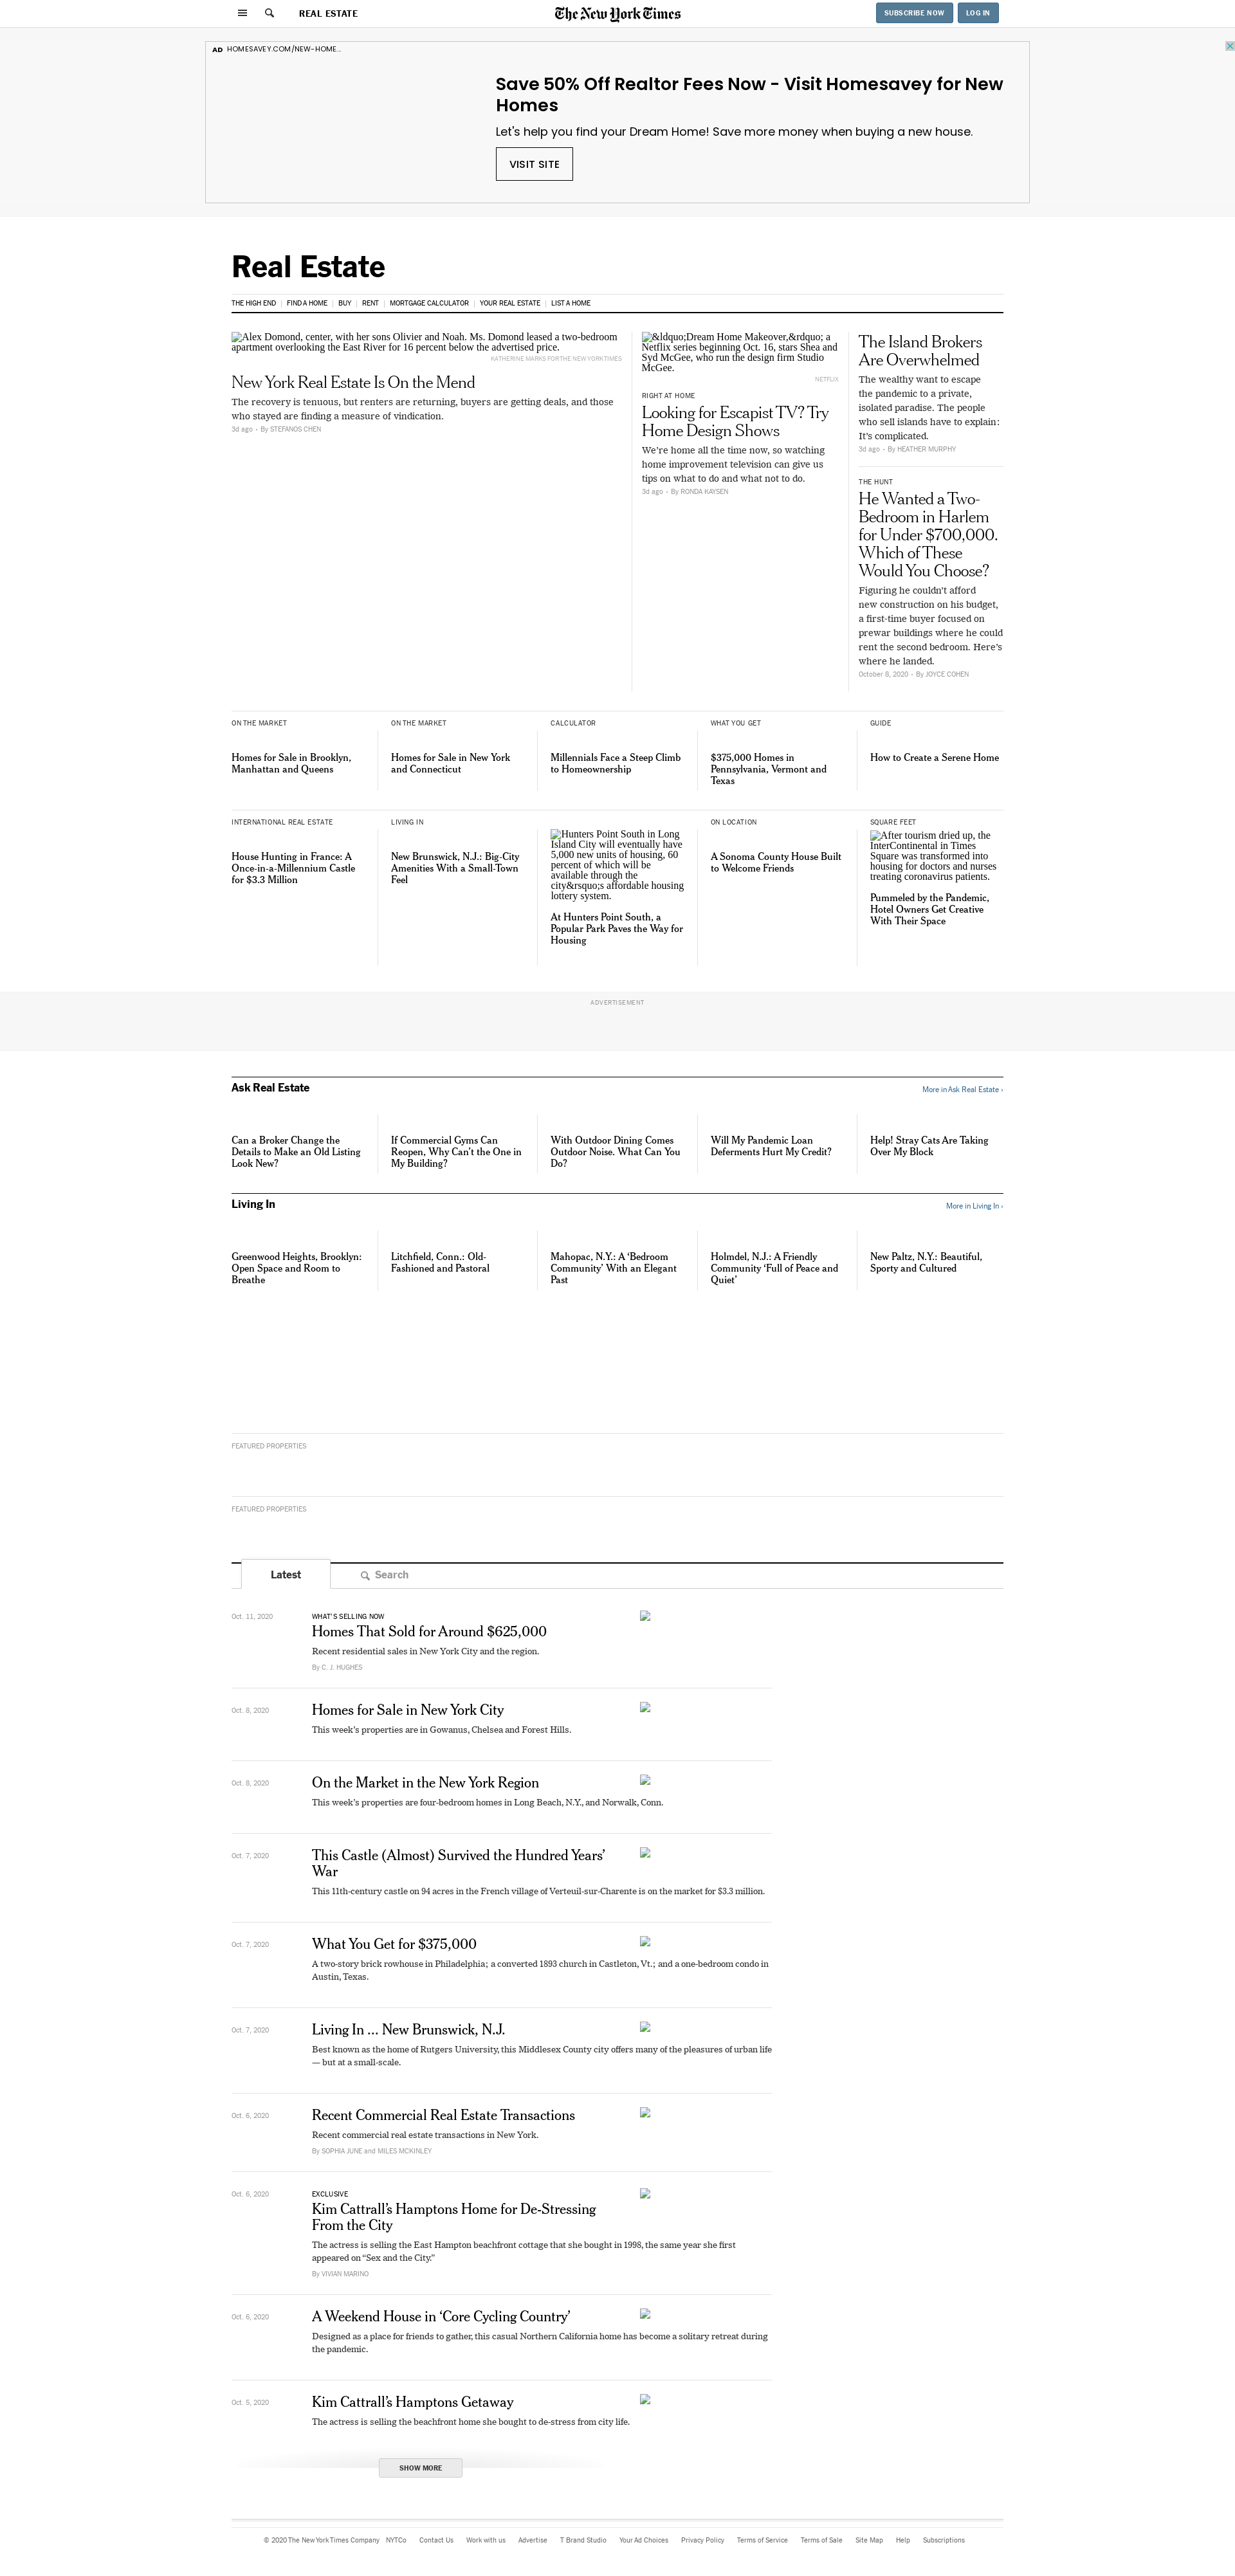 REAL ESTATE
The New York Times
SUBSCRIBE NOW
LOG IN
AD HOMESAVEY.COM/NEW-HOME...
Save 50% Off Realtor Fees Now - Visit Homesavey for New
Homes
Let's help you find your Dream Home! Save more money when buying a new house.
VISIT SITE
Real Estate
THE HIGH END | FIND A HOME | BUY | RENT | MORTGAGE CALCULATOR | YOUR REAL ESTATE | LIST A HOME
Alex Domond, center, with her sons Olivier and Noah. Ms. Domond leased a two-bedroom
apartment overlooking the East River for 16 percent below the advertised price.
KATHERINE MARKS FOR THE NEW YORK TIMES
New York Real Estate Is On the Mend
The recovery is tenuous, but renters are returning, buyers are getting deals, and those
who stayed are finding a measure of vindication.
3d ago • By STEFANOS CHEN
&ldquo;Dream Home Makeover,&rdquo; a
Netflix series beginning Oct. 16, stars Shea and
Syd McGee, who run the design firm Studio
McGee.
NETFLIX
RIGHT AT HOME
Looking for Escapist TV? Try
Home Design Shows
We’re home all the time now, so watching
home improvement television can give us
tips on what to do and what not to do.
3d ago • By RONDA KAYSEN
The Island Brokers
Are Overwhelmed
The wealthy want to escape
the pandemic to a private,
isolated paradise. The people
who sell islands have to explain:
It’s complicated.
3d ago • By HEATHER MURPHY
THE HUNT
He Wanted a Two-
Bedroom in Harlem
for Under $700,000.
Which of These
Would You Choose?
Figuring he couldn’t afford
new construction on his budget,
a first-time buyer focused on
prewar buildings where he could
rent the second bedroom. Here’s
where he landed.
October 8, 2020 • By JOYCE COHEN
ON THE MARKET
Homes for Sale in Brooklyn,
Manhattan and Queens
ON THE MARKET
Homes for Sale in New York
and Connecticut
CALCULATOR
Millennials Face a Steep Climb
to Homeownership
WHAT YOU GET
$375,000 Homes in
Pennsylvania, Vermont and
Texas
GUIDE
How to Create a Serene Home
INTERNATIONAL REAL ESTATE
House Hunting in France: A
Once-in-a-Millennium Castle
for $3.3 Million
LIVING IN
New Brunswick, N.J.: Big-City
Amenities With a Small-Town
Feel
Hunters Point South in Long
Island City will eventually have
5,000 new units of housing, 60
percent of which will be
available through the
city&rsquo;s affordable housing
lottery system.
At Hunters Point South, a
Popular Park Paves the Way for
Housing
ON LOCATION
A Sonoma County House Built
to Welcome Friends
SQUARE FEET
After tourism dried up, the
InterContinental in Times
Square was transformed into
housing for doctors and nurses
treating coronavirus patients.
Pummeled by the Pandemic,
Hotel Owners Get Creative
With Their Space
ADVERTISEMENT
Ask Real Estate
More in Ask Real Estate ›
Can a Broker Change the
Details to Make an Old Listing
Look New?
If Commercial Gyms Can
Reopen, Why Can’t the One in
My Building?
With Outdoor Dining Comes
Outdoor Noise. What Can You
Do?
Will My Pandemic Loan
Deferments Hurt My Credit?
Help! Stray Cats Are Taking
Over My Block
Living In
More in Living In ›
Greenwood Heights, Brooklyn:
Open Space and Room to
Breathe
Litchfield, Conn.: Old-
Fashioned and Pastoral
Mahopac, N.Y.: A ‘Bedroom
Community’ With an Elegant
Past
Holmdel, N.J.: A Friendly
Community ‘Full of Peace and
Quiet’
New Paltz, N.Y.: Beautiful,
Sporty and Cultured
FEATURED PROPERTIES
FEATURED PROPERTIES
Latest
Search
Oct. 11, 2020
WHAT’S SELLING NOW
Homes That Sold for Around $625,000
Recent residential sales in New York City and the region.
By C. J. HUGHES
Oct. 8, 2020
Homes for Sale in New York City
This week’s properties are in Gowanus, Chelsea and Forest Hills.
Oct. 8, 2020
On the Market in the New York Region
This week’s properties are four-bedroom homes in Long Beach, N.Y., and Norwalk, Conn.
Oct. 7, 2020
This Castle (Almost) Survived the Hundred Years’
War
This 11th-century castle on 94 acres in the French village of Verteuil-sur-Charente is on the market for $3.3 million.
Oct. 7, 2020
What You Get for $375,000
A two-story brick rowhouse in Philadelphia; a converted 1893 church in Castleton, Vt.; and a one-bedroom condo in
Austin, Texas.
Oct. 7, 2020
Living In ... New Brunswick, N.J.
Best known as the home of Rutgers University, this Middlesex County city offers many of the pleasures of urban life
— but at a small-scale.
Oct. 6, 2020
Recent Commercial Real Estate Transactions
Recent commercial real estate transactions in New York.
By SOPHIA JUNE and MILES MCKINLEY
Oct. 6, 2020
EXCLUSIVE
Kim Cattrall’s Hamptons Home for De-Stressing
From the City
The actress is selling the East Hampton beachfront cottage that she bought in 1998, the same year she first
appeared on “Sex and the City.”
By VIVIAN MARINO
Oct. 6, 2020
A Weekend House in ‘Core Cycling Country’
Designed as a place for friends to gather, this casual Northern California home has become a solitary retreat during
the pandemic.
Oct. 5, 2020
Kim Cattrall’s Hamptons Getaway
The actress is selling the beachfront home she bought to de-stress from city life.
SHOW MORE
© 2020 The New York Times Company NYTCo Contact Us Work with us Advertise T Brand Studio Your Ad Choices Privacy Policy Terms of Service Terms of Sale Site Map Help Subscriptions